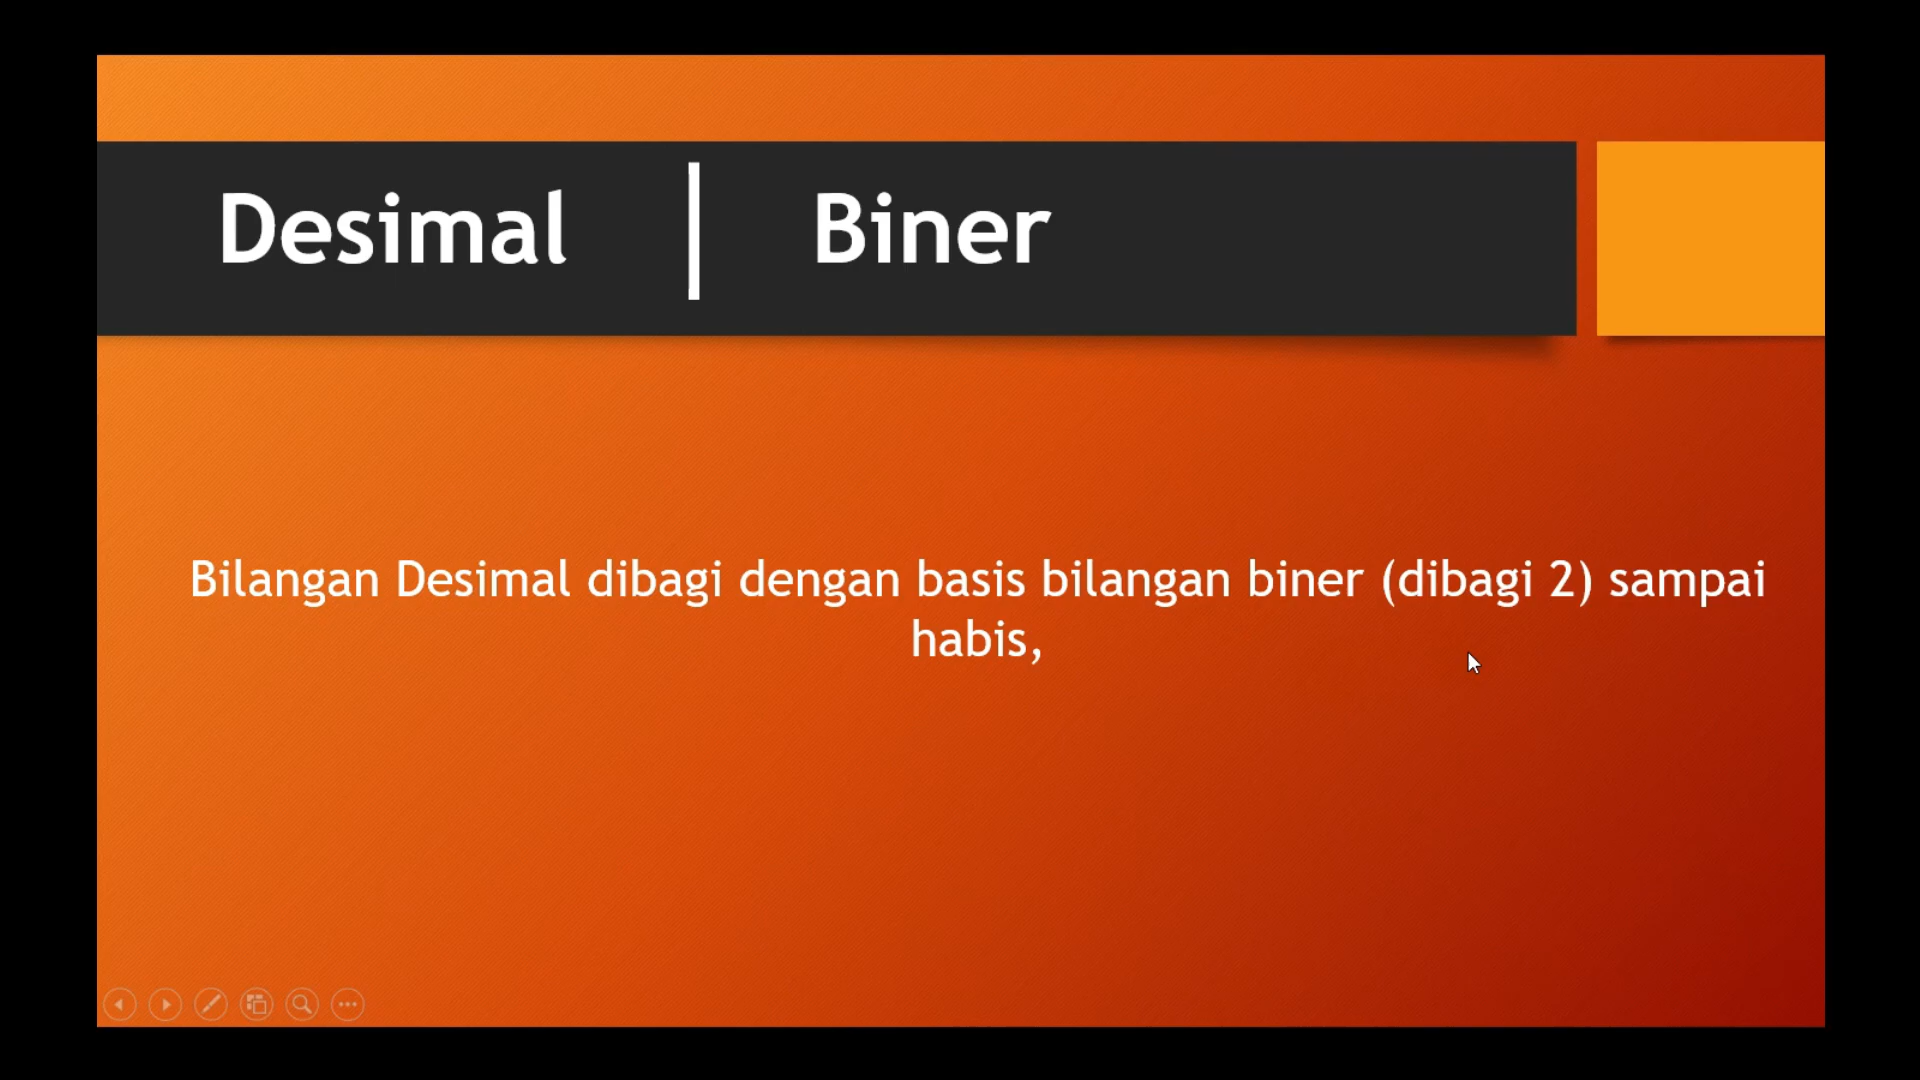 Desimal | Biner
Bilangan Desimal dibagi dengan basis bilangan biner (dibagi 2) sampai
habis,